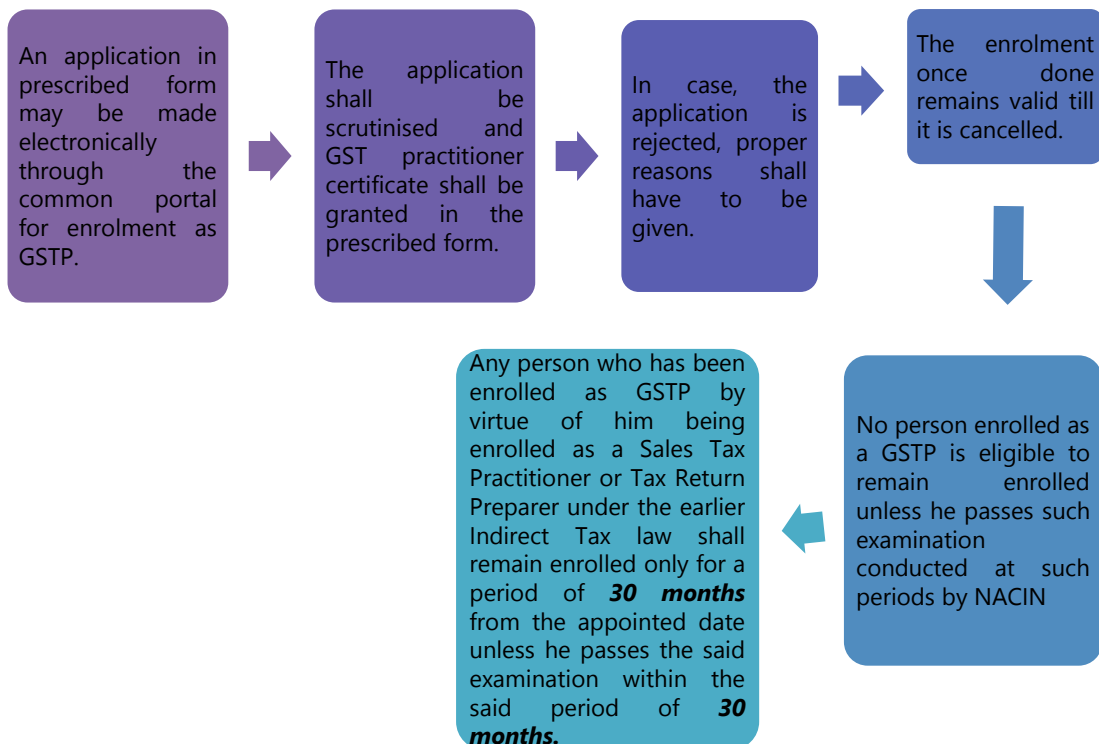 An application in
prescribed form
may be made
electronically
through the
common portal
for enrolment as
GSTP.
The application
shall be
scrutinised and
GST practitioner
certificate shall be
granted in the
prescribed form.
In case, the
application is
rejected, proper
reasons shall
have to be
given.
The enrolment
once done
remains valid till
it is cancelled.
No person enrolled as
a GSTP is eligible to
remain enrolled
unless he passes such
examination
conducted at such
periods by NACIN
Any person who has been
enrolled as GSTP by
virtue of him being
enrolled as a Sales Tax
Practitioner or Tax Return
Preparer under the earlier
Indirect Tax law shall
remain enrolled only for a
period of 30 months
from the appointed date
unless he passes the said
examination within the
said period of 30
months.